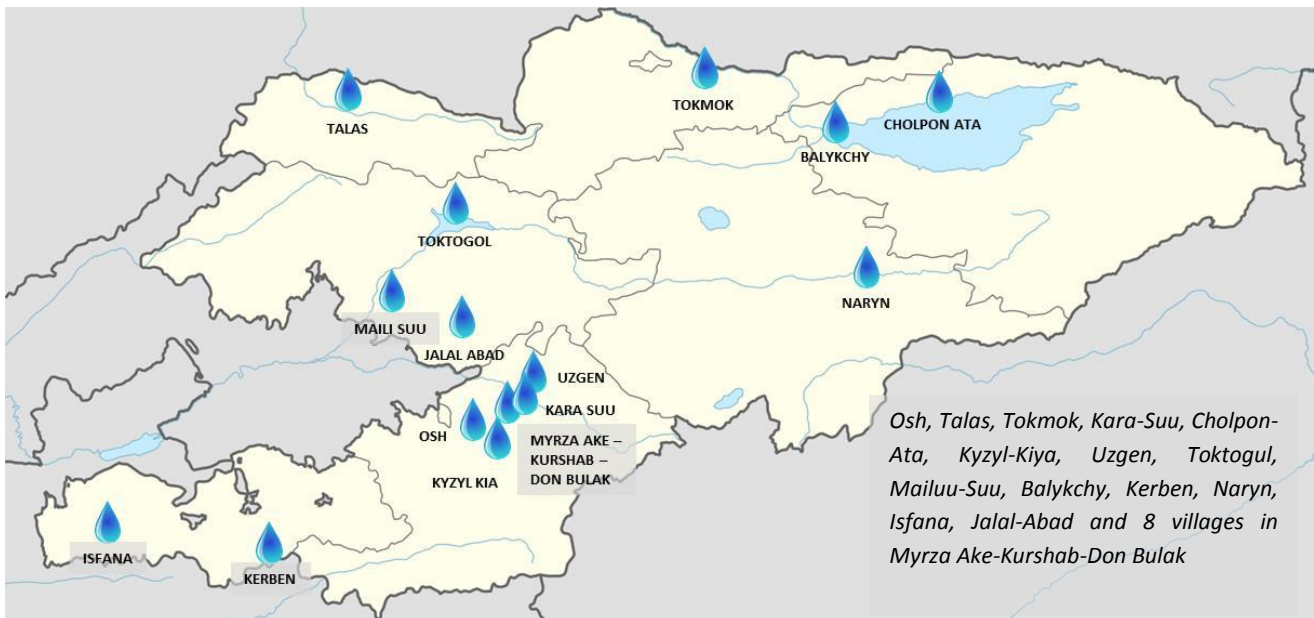 TALAS
TOKMOK
CHOLPON ATA
BALYKCHY
TOKTOGOL
NARYN
MAILI SUU
JALAL ABAD
UZGEN
KARA SUU
OSH
MYRZA AKE –
KURSHAB –
DON BULAK
KYZYL KIA
ISFANA
KERBEN
Osh, Talas, Tokmok, Kara-Suu, Cholpon-
Ata, Kyzyl-Kiya, Uzgen, Toktogul,
Mailuu-Suu, Balykchy, Kerben, Naryn,
Isfana, Jalal-Abad and 8 villages in
Myrza Ake-Kurshab-Don Bulak